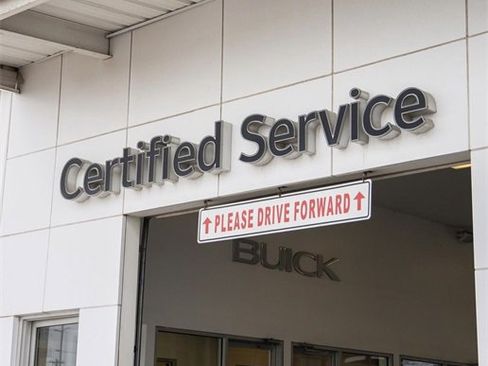 Certified Service
↑ PLEASE DRIVE FORWARD ↑
BUICK